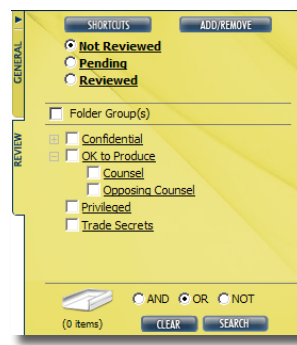 SHORTCUTS ADD/REMOVE
GENERAL
Not Reviewed
Pending
Reviewed
Folder Group(s)
REVIEW
Confidential
OK to Produce
Counsel
Opposing Counsel
Privileged
Trade Secrets
AND OR NOT
(0 items) CLEAR SEARCH